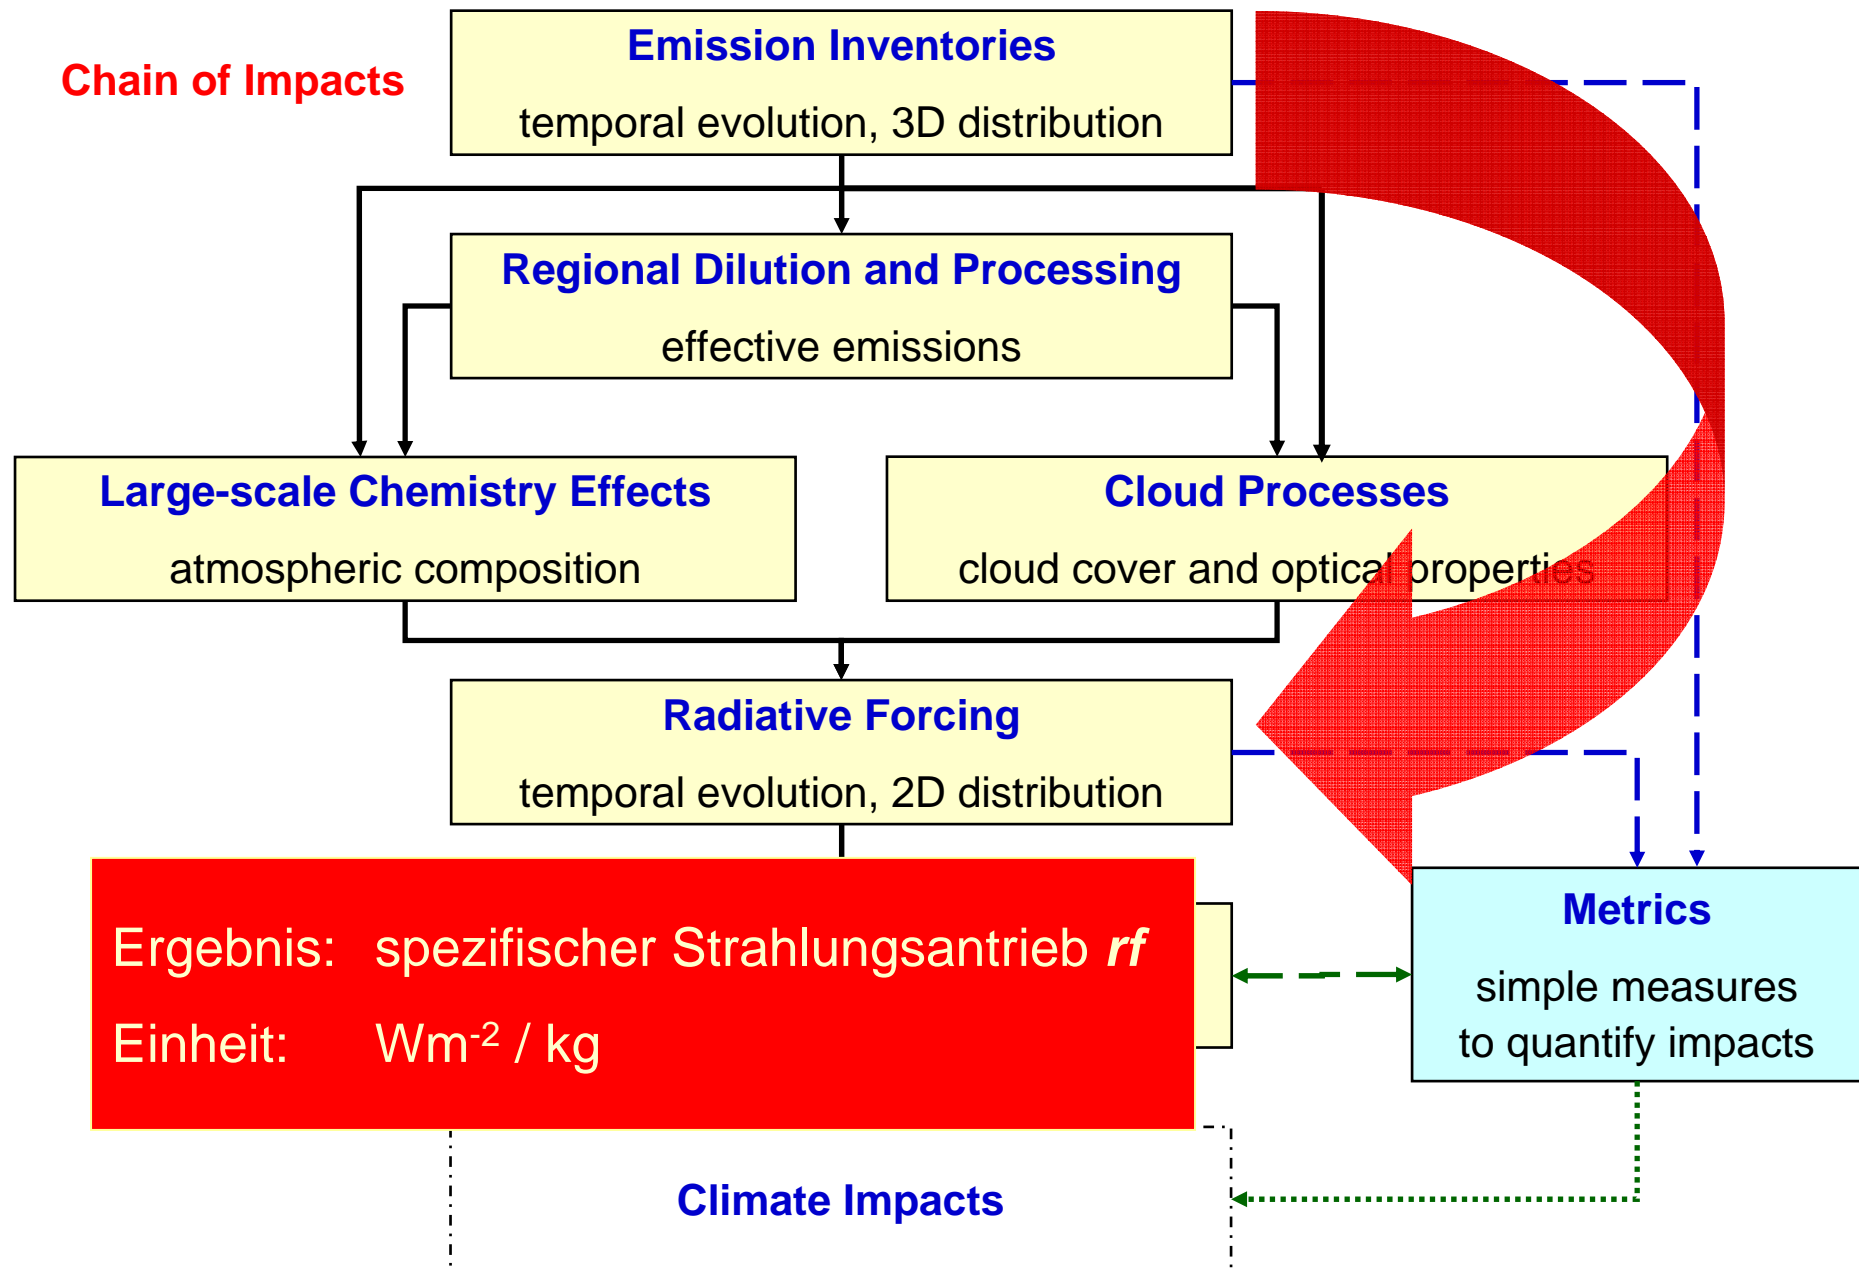 Chain of Impacts
Emission Inventories
temporal evolution, 3D distribution
Regional Dilution and Processing
effective emissions
Large-scale Chemistry Effects
atmospheric composition
Cloud Processes
cloud cover and optical properties
Radiative Forcing
temporal evolution, 2D distribution
Ergebnis: spezifischer Strahlungsantrieb rf
Einheit: Wm⁻² / kg
Metrics
simple measures
to quantify impacts
Climate Impacts